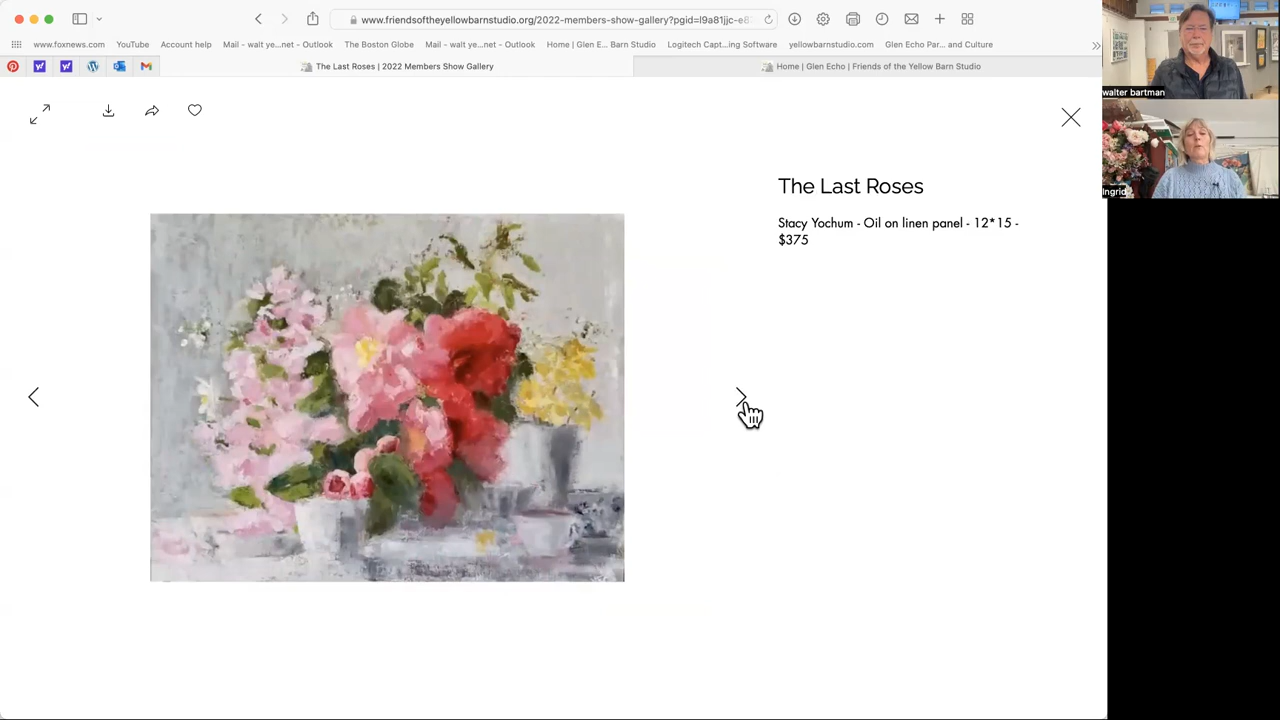 www.friendsoftheyellowbarnstudio.org/2022-members-show-gallery?pgid=l9a81jjc-e8
www.foxnews.com YouTube Account help Mail - walt ye...net - Outlook The Boston Globe Mail - walt ye...net - Outlook Home | Glen E... Barn Studio Logitech Capt...ing Software yellowbarnstudio.com Glen Echo Par... and Culture
The Last Roses | 2022 Members Show Gallery
Home | Glen Echo | Friends of the Yellow Barn Studio
walter bartman
Ingrid
The Last Roses
Stacy Yochum - Oil on linen panel - 12*15 -
$375